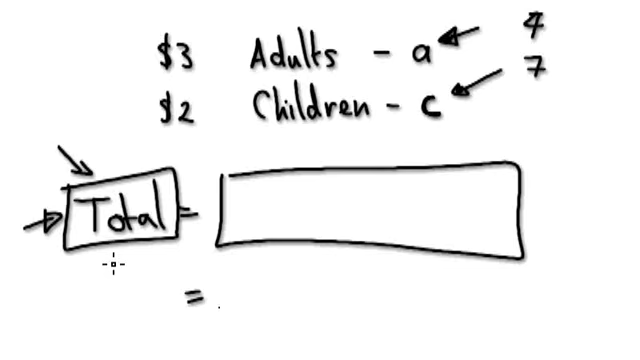 4
$3 Adults - a
7
$2 Children - c
Total =
=